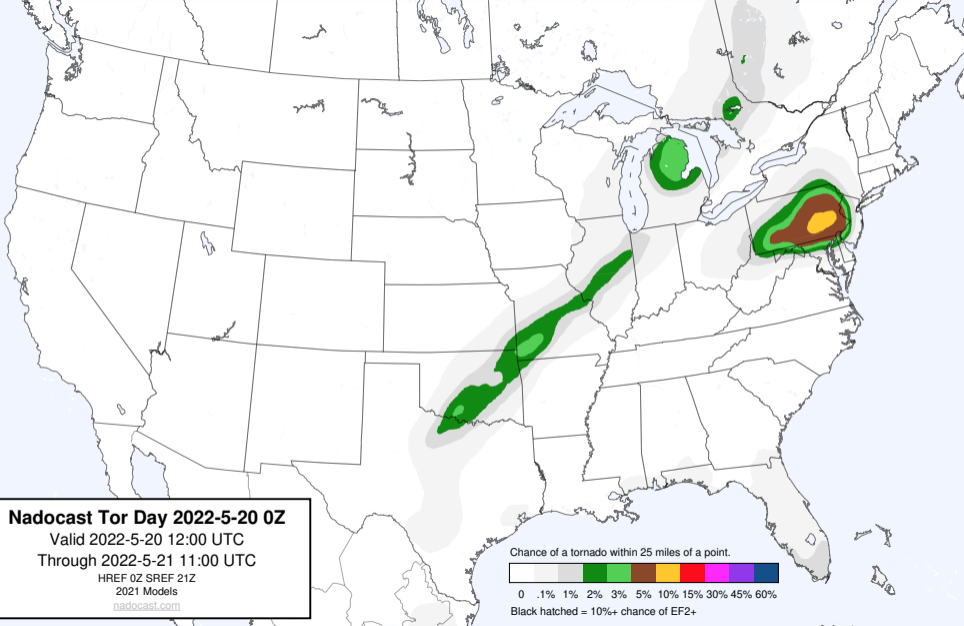 Nadocast Tor Day 2022-5-20 0Z
Valid 2022-5-20 12:00 UTC
Through 2022-5-21 11:00 UTC
HREF 0Z SREF 21Z
2021 Models
nadocast.com
Chance of a tornado within 25 miles of a point.
0 .1% 1% 2% 3% 5% 10% 15% 30% 45% 60%
Black hatched = 10%+ chance of EF2+